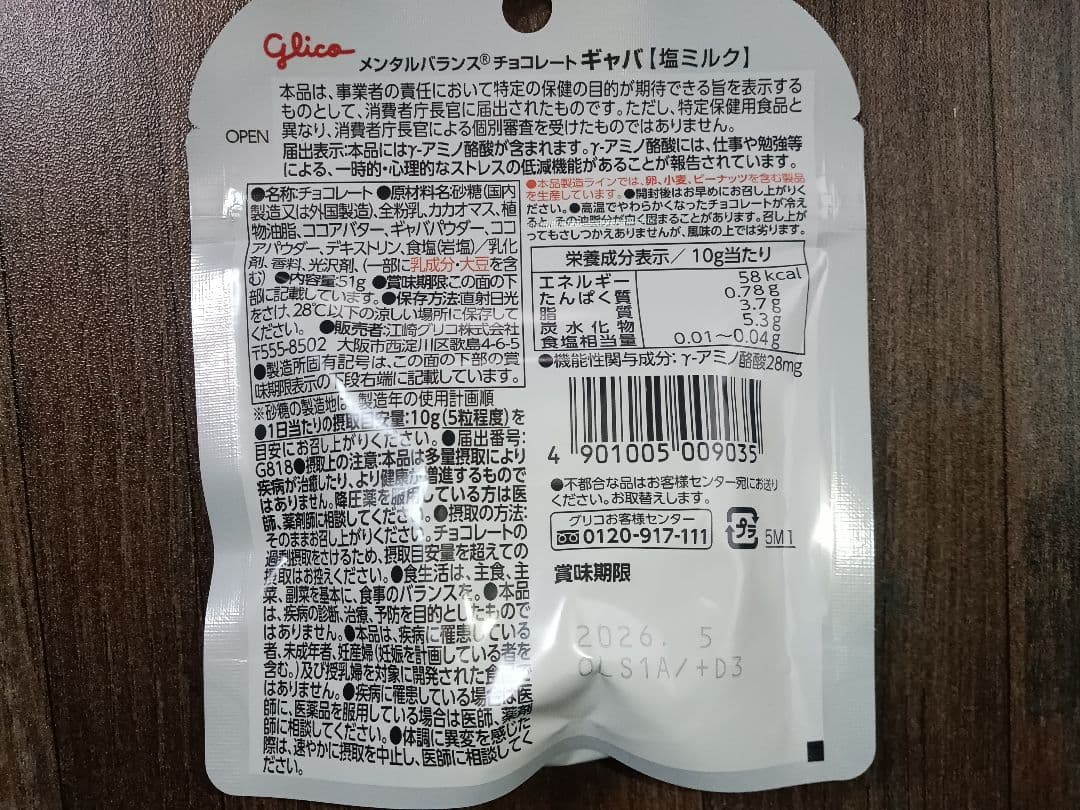 Glico
メンタルバランス® チョコレート ギャバ【塩ミルク】
本品は、事業者の責任において特定の保健の目的が期待できる旨を表示する
ものとして、消費者庁長官に届出されたものです。ただし、特定保健用食品と
異なり、消費者庁長官による個別審査を受けたものではありません。
届出表示:本品にはγ-アミノ酪酸が含まれます。γ-アミノ酪酸には、仕事や勉強等
による、一時的・心理的なストレスの低減機能があることが報告されています。
OPEN
●名称:チョコレート ●原材料名:砂糖(国内
製造又は外国製造)、全粉乳、カカオマス、植
物油脂、ココアバター、ギャバパウダー、ココ
アパウダー、デキストリン、食塩(岩塩)/乳化
剤、香料、光沢剤、(一部に乳成分・大豆を含
む) ●内容量:51g ●賞味期限:この面の下
部に記載しています。●保存方法:直射日光
をさけ、28℃以下の涼しい場所に保存して
ください。 ●販売者:江崎グリコ株式会社
〒555-8502 大阪市西淀川区歌島4-6-5
●製造所固有記号は、この面の下部の賞
味期限表示の下段右端に記載しています。
※砂糖の製造地は、製造年の使用計画順
●1日当たりの摂取目安量:10g(5粒程度)を
目安にお召し上がりください。●届出番号:
G818●摂取上の注意:本品は多量摂取により
疾病が治癒したり、より健康が増進するもので
はありません。降圧薬を服用している方は医
師、薬剤師に相談してください。●摂取の方法:
そのままお召し上がりください。チョコレートの
過剰摂取をさけるため、摂取目安量を超えての
摂取はお控えください。●食生活は、主食、主
菜、副菜を基本に、食事のバランスを。●本品
は、疾病の診断、治療、予防を目的としたもので
はありません。●本品は、疾病に罹患している
者、未成年者、妊産婦(妊娠を計画している者を
含む。)及び授乳婦を対象に開発された食品で
はありません。●疾病に罹患している場合は医
師に、医薬品を服用している場合は医師、薬剤
師に相談してください。●体調に異変を感じた
際は、速やかに摂取を中止し、医師に相談してく
ださい。
●本品製造ラインでは、卵、小麦、ピーナッツを含む製品
を生産しています。●開封後はお早めにお召し上がりく
ださい。●高温でやわらかくなったチョコレートが冷え
ると、その油脂分が白く固まることがあります。召し上が
ってもさしつかえありませんが、風味の上では劣ります。
栄養成分表示/10g当たり
エネルギー 58kcal
たんぱく質 0.78g
脂質 3.7g
炭水化物 5.3g
食塩相当量 0.01〜0.04g
●機能性関与成分:γ-アミノ酪酸28mg
4 901005 009035
●不都合な品はお客様センター宛にお送り
ください。お取替えします。
グリコお客様センター
0120-917-111
プラ
5M1
賞味期限
2026. 5
OLS1A/+D3